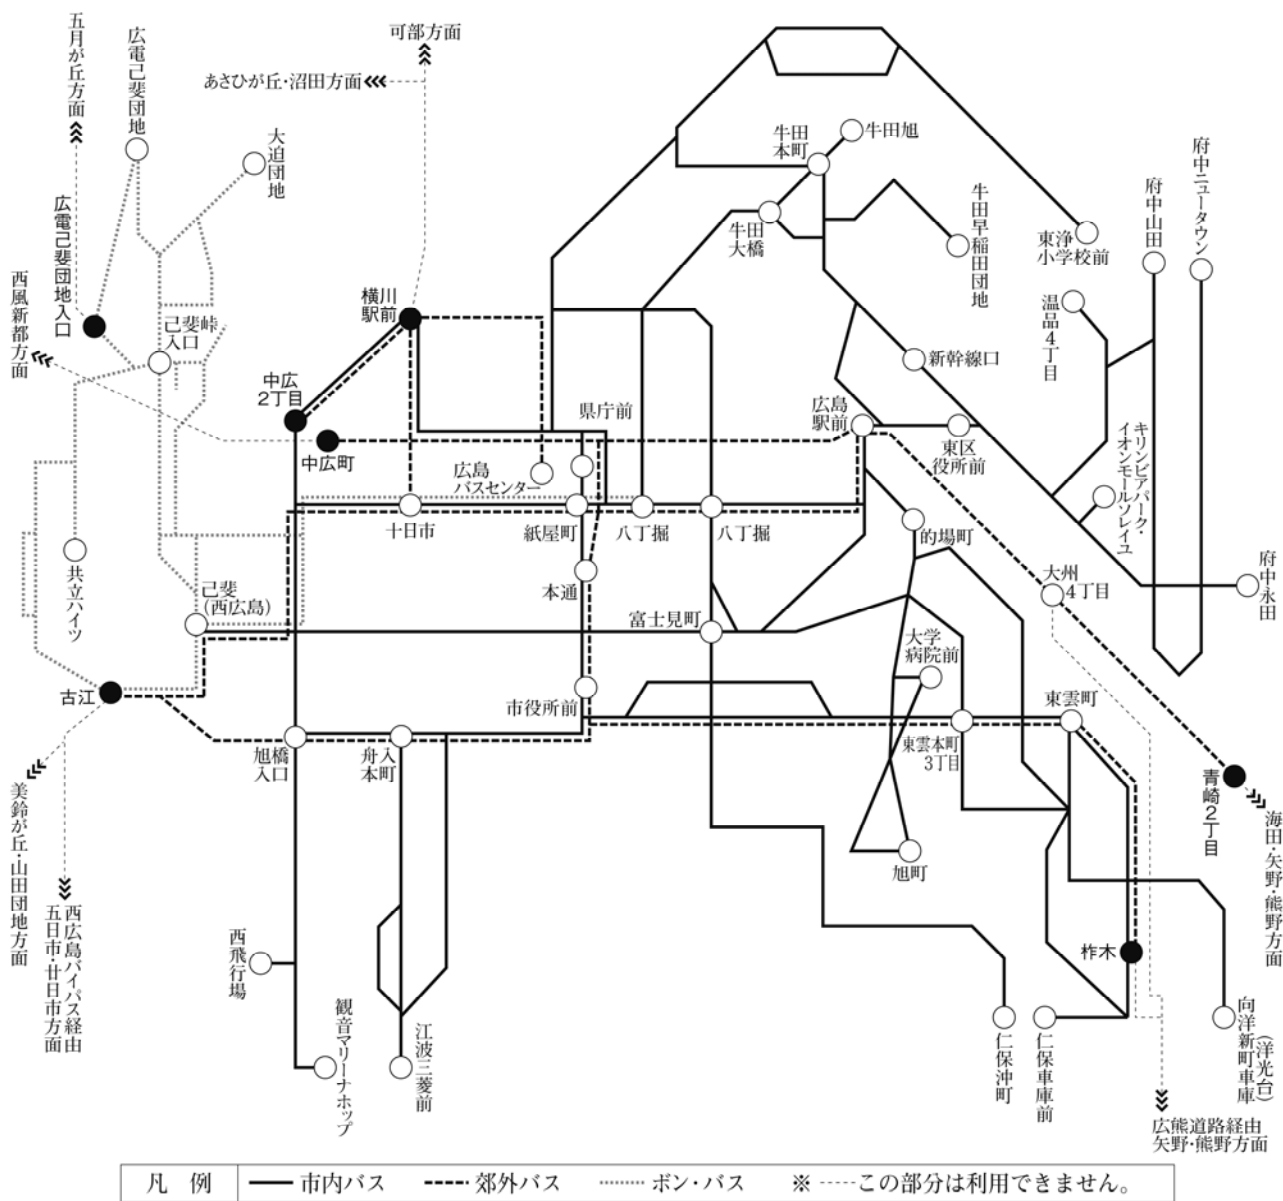 五月が丘方面
広電己斐団地
可部方面
あさひが丘・沼田方面
大迫団地
広電己斐団地入口
西風新都方面
己斐峠
入口
横川
駅前
中広
2丁目
中広町
県庁前
広島
バスセンター
十日市
紙屋町
八丁掘
八丁掘
本通
共立ハイツ
己斐
(西広島)
古江
富士見町
市役所前
旭橋
入口
舟入
本町
美鈴が丘・山田団地方面
西広島バイパス経由
五日市・廿日市方面
西飛行場
観音マリーナホップ
江波三菱前
牛田
本町
牛田旭
牛田
大橋
牛田早稲田団地
東浄
小学校前
府中山田
府中ニュータウン
温品4丁目
新幹線口
広島
駅前
東区
役所前
キリンビアパーク・
イオンモールソレイユ
的場町
大州
4丁目
府中・永田
大学
病院前
東雲町
東雲本町
3丁目
旭町
青崎2丁目
海田・矢野・熊野方面
柞木
仁保沖町
仁保車庫前
向洋新町車庫
(洋光台)
広熊道路経由
矢野・熊野方面
凡 例 市内バス 郊外バス ボン・バス ※ この部分は利用できません。